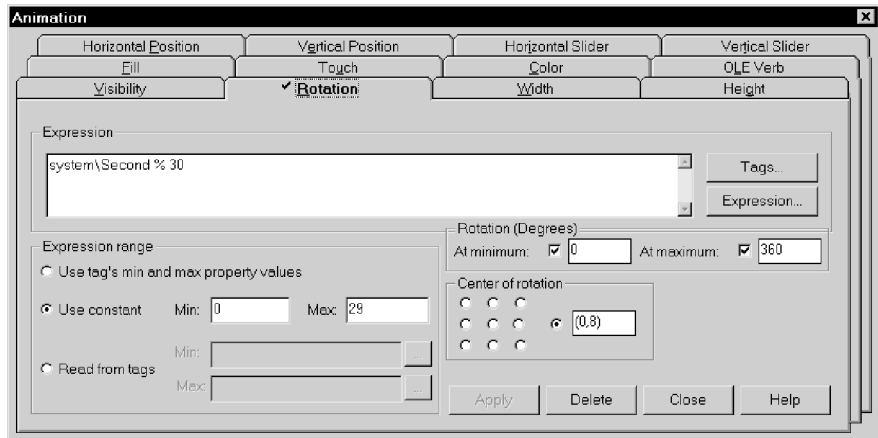 Animation
Horizontal Position Vertical Position Horizontal Slider Vertical Slider
Fill Touch Color OLE Verb
Visibility Rotation Width Height
Expression
system\Second % 30
Tags...
Expression...
Expression range
Use tag's min and max property values
Use constant Min: 0 Max: 29
Read from tags Min: ...
Max: ...
Rotation (Degrees)
At minimum: 0 At maximum: 360
Center of rotation
(0,8)
Apply Delete Close Help